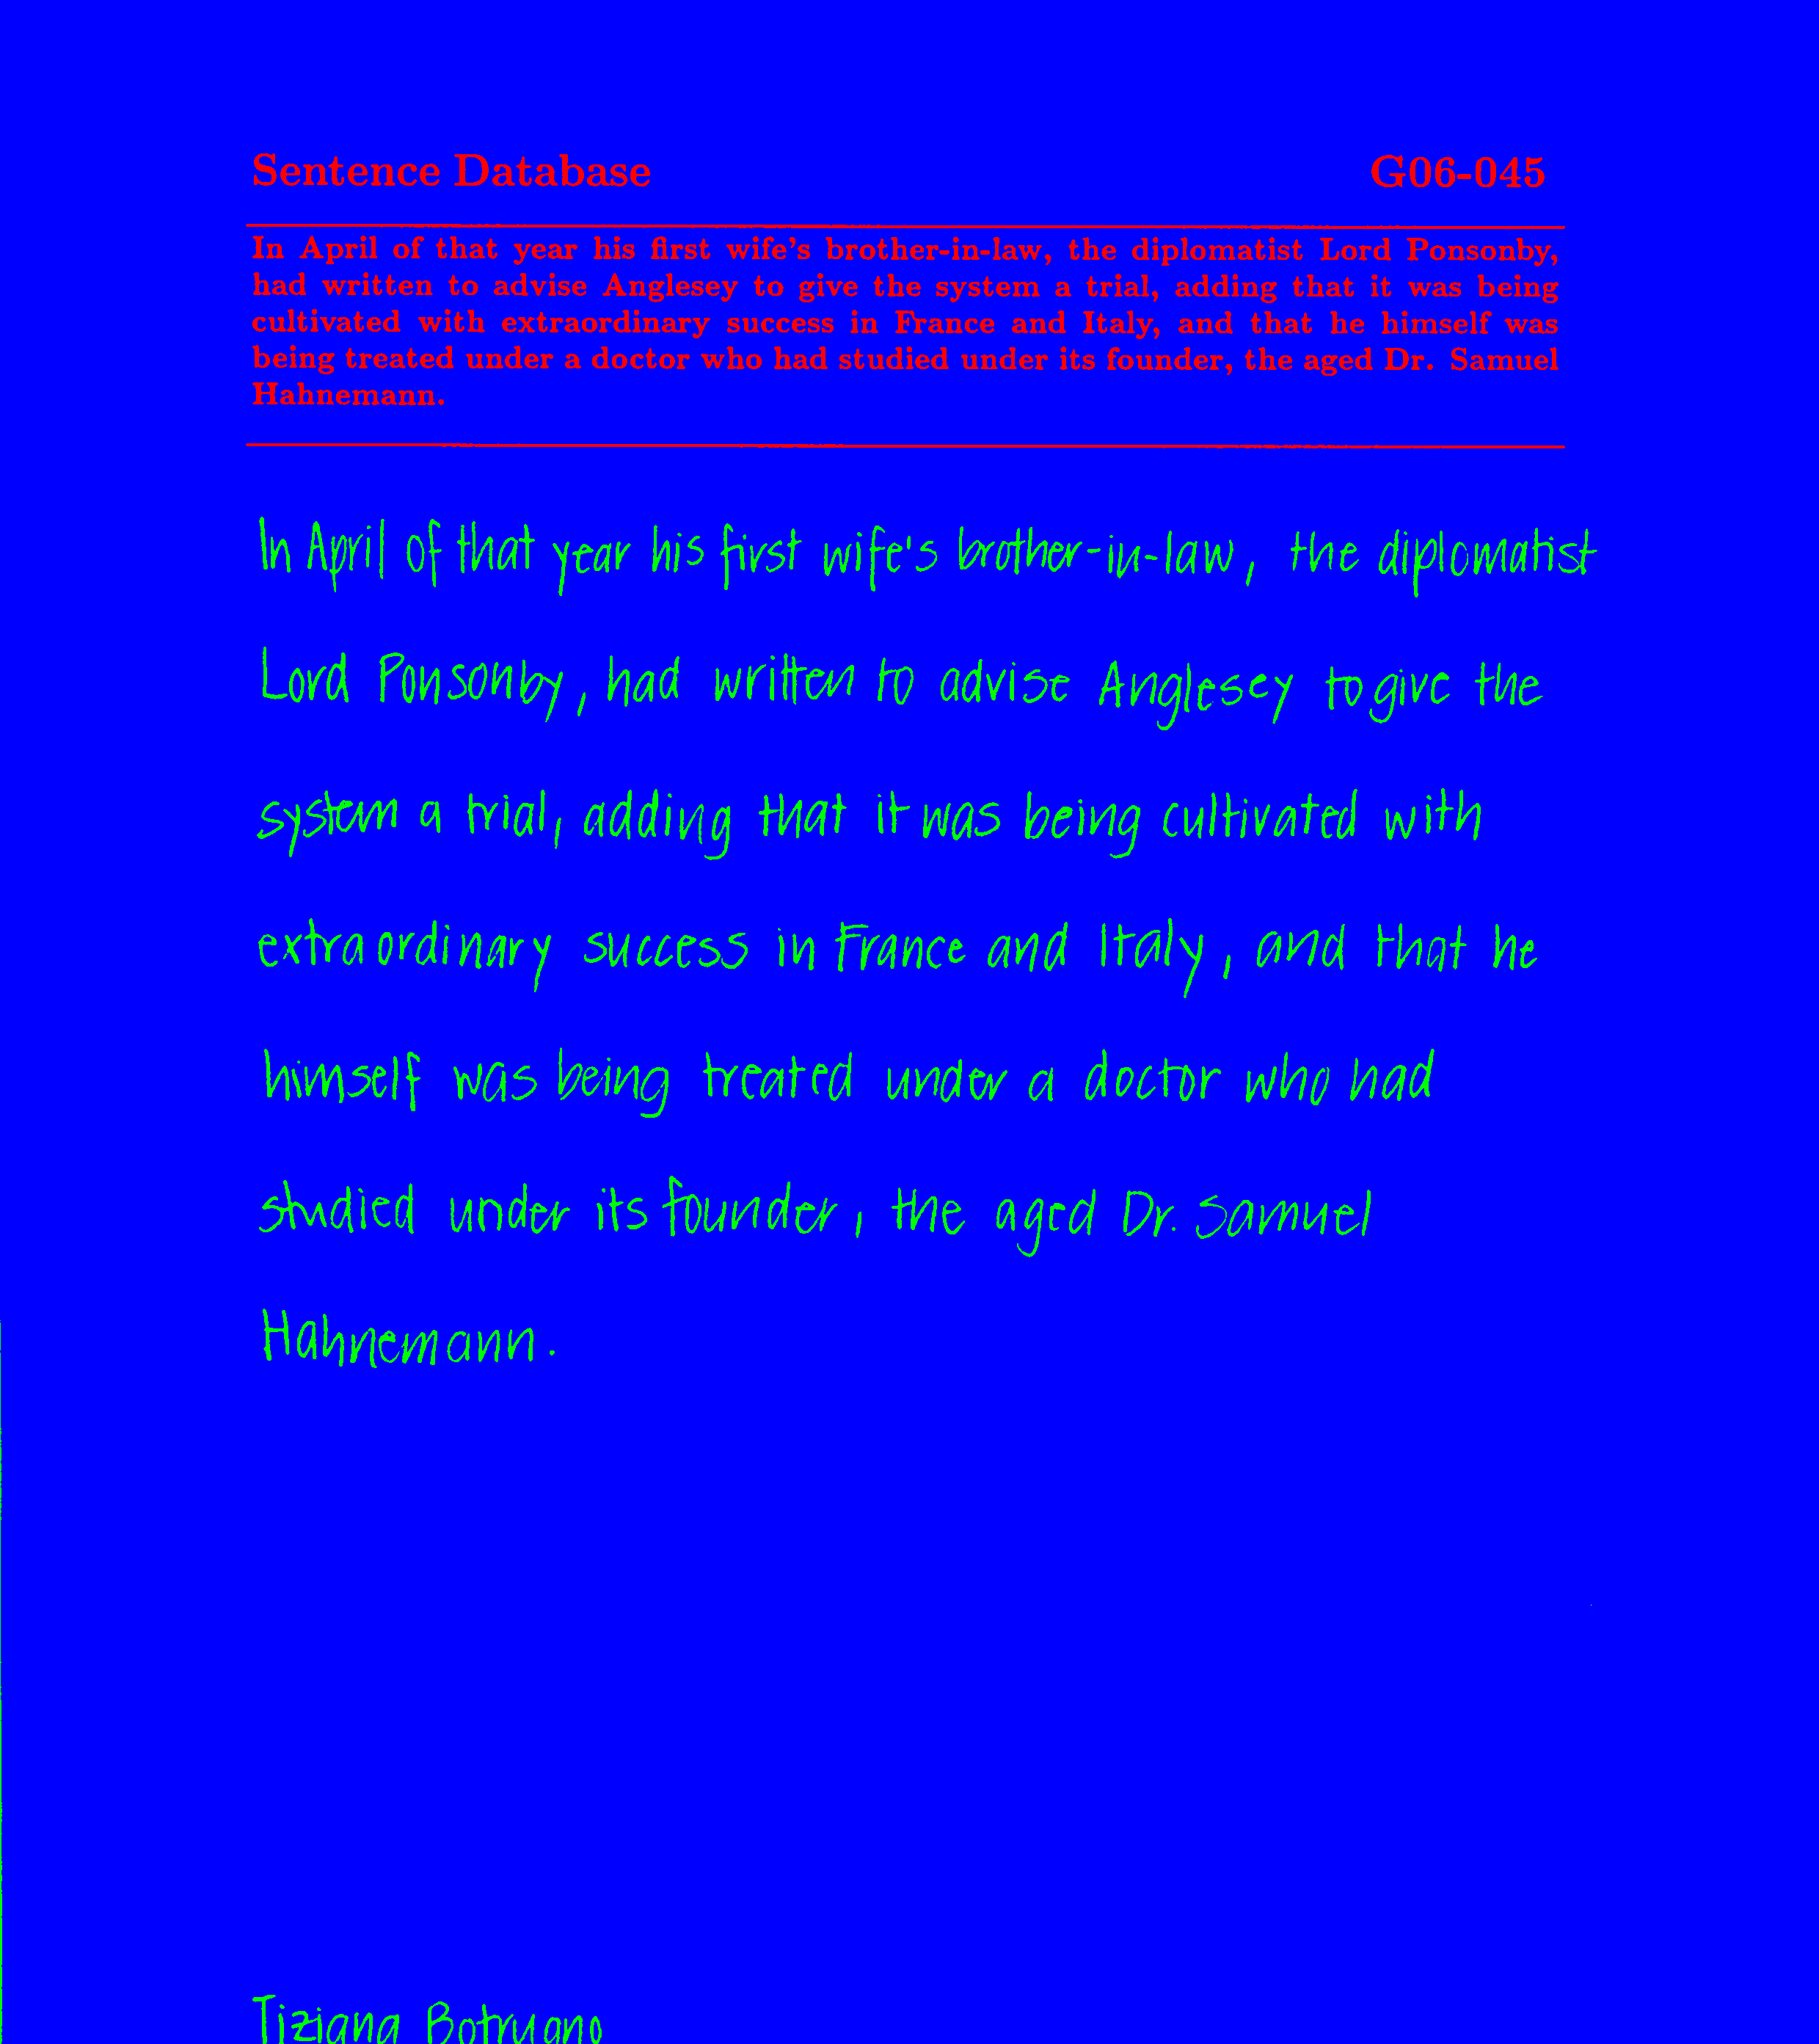 Sentence Database G06-045
In April of that year his first wife's brother-in-law, the diplomatist Lord Ponsonby,
had written to advise Anglesey to give the system a trial, adding that it was being
cultivated with extraordinary success in France and Italy, and that he himself was
being treated under a doctor who had studied under its founder, the aged Dr. Samuel
Hahnemann.
In April of that year his first wife's brother-in-law, the diplomatist
Lord Ponsonby, had written to advise Anglesey to give the
system a trial, adding that it was being cultivated with
extraordinary success in France and Italy, and that he
himself was being treated under a doctor who had
studied under its founder, the aged Dr. Samuel
Hahnemann.
Tiziana Botrugno